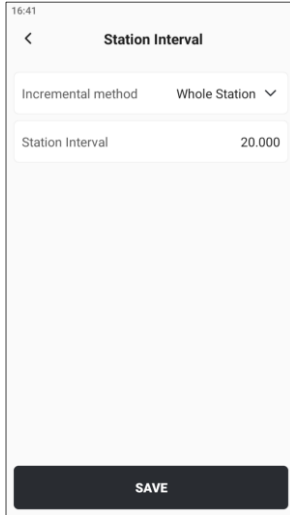 16:41
Station Interval
Incremental method Whole Station
Station Interval 20.000
SAVE